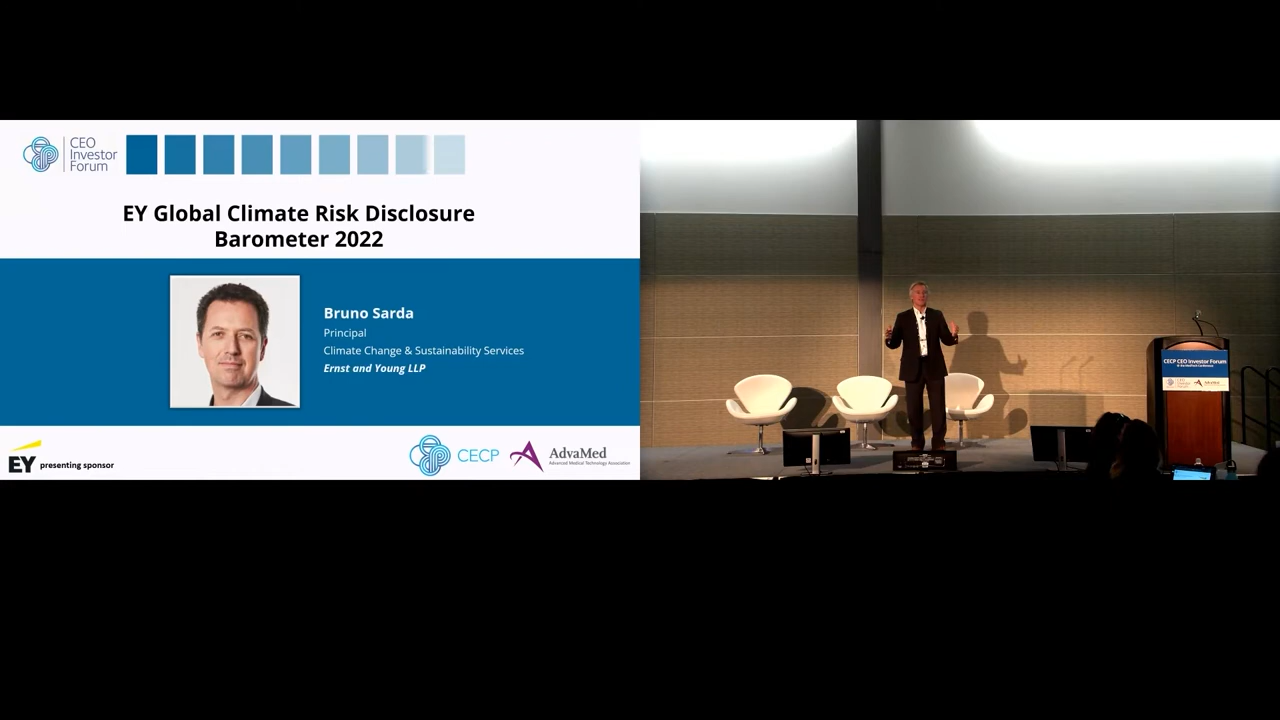 CEO
Investor
Forum
EY Global Climate Risk Disclosure
Barometer 2022
Bruno Sarda
Principal
Climate Change & Sustainability Services
Ernst and Young LLP
EY presenting sponsor
CECP
AdvaMed
Advanced Medical Technology Association
CECP CEO Investor Forum